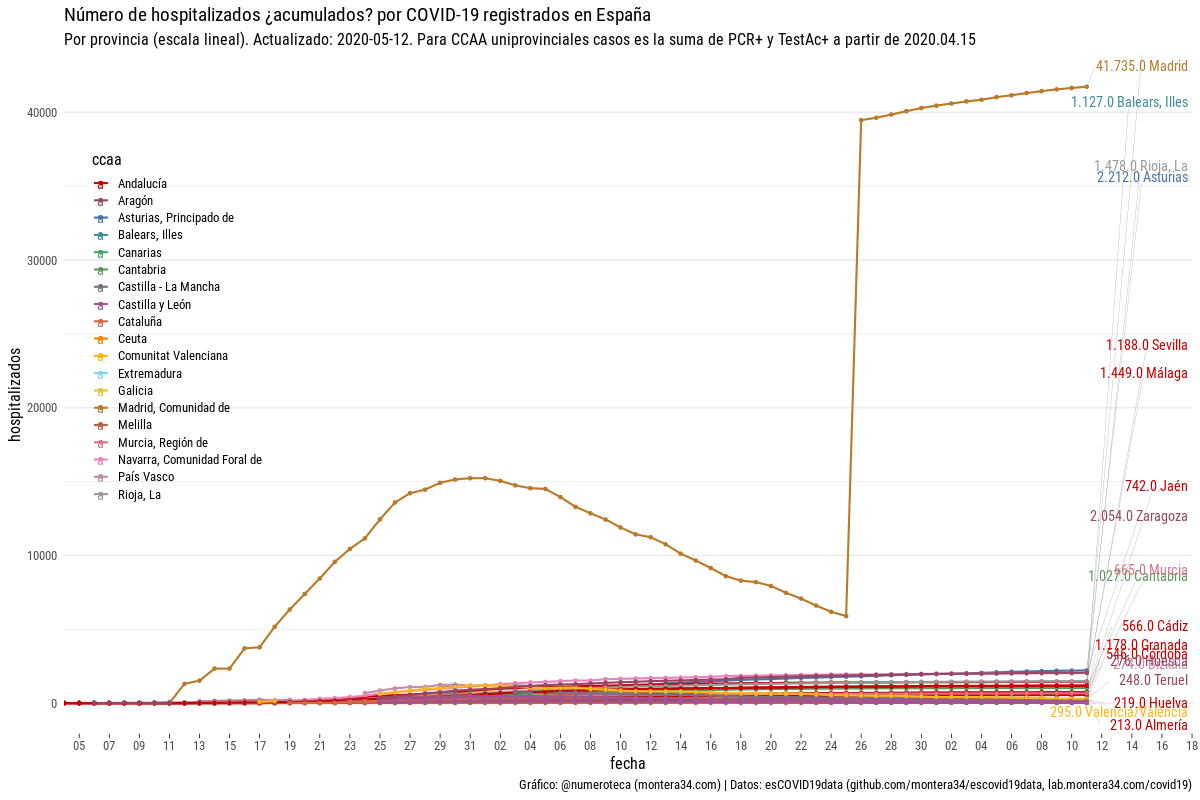 Número de hospitalizados ¿acumulados? por COVID-19 registrados en España
Por provincia (escala lineal). Actualizado: 2020-05-12. Para CCAA uniprovinciales casos es la suma de PCR+ y TestAc+ a partir de 2020.04.15
41.735.0 Madrid
1.127.0 Balears, Illes
40000
ccaa
Andalucía
Aragón
Asturias, Principado de
Balears, Illes
Canarias
Cantabria
Castilla - La Mancha
Castilla y León
Cataluña
Ceuta
Comunitat Valenciana
Extremadura
Galicia
Madrid, Comunidad de
Melilla
Murcia, Región de
Navarra, Comunidad Foral de
País Vasco
Rioja, La
1.478.0 Rioja, La
2.212.0 Asturias
30000
1.188.0 Sevilla
1.449.0 Málaga
20000
742.0 Jaén
2.054.0 Zaragoza
10000
665.0 Murcia
1.027.0 Cantabria
566.0 Cádiz
1.178.0 Granada
546.0 Córdoba
276.0 Huesca
Bizkaia
248.0 Teruel
0
219.0 Huelva
295.0 Valencia/València
213.0 Almería
hospitalizados
05 07 09 11 13 15 17 19 21 23 25 27 29 31 02 04 06 08 10 12 14 16 18 20 22 24 26 28 30 02 04 06 08 10 12 14 16 18
fecha
Gráfico: @numeroteca (montera34.com) | Datos: esCOVID19data (github.com/montera34/escovid19data, lab.montera34.com/covid19)